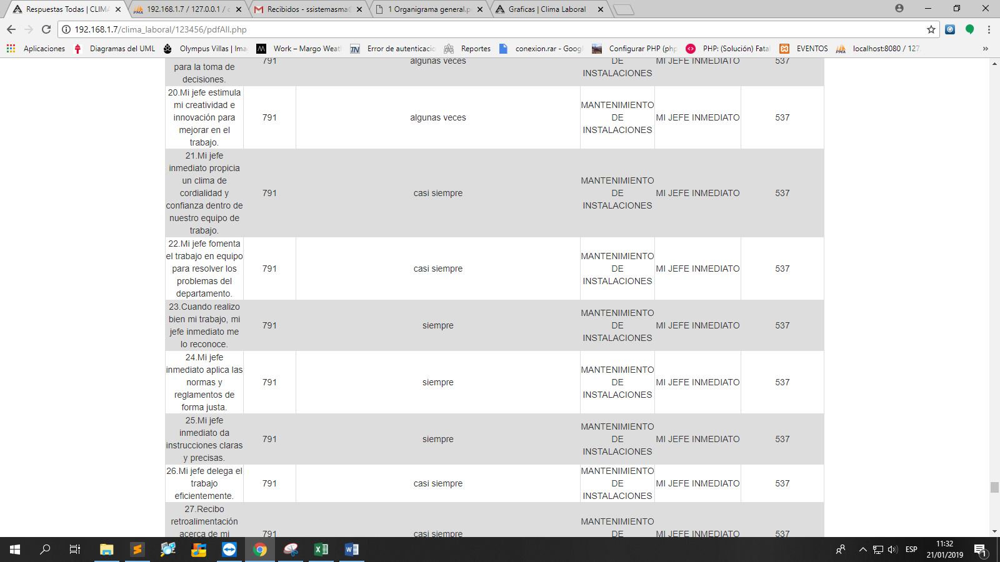 Respuestas Todas | CLIMA
192.168.1.7 / 127.0.0.1 / c
Recibidos - ssistemasma
1 Organigrama general.p
Graficas | Clima Laboral
192.168.1.7/clima_laboral/123456/pdfAll.php
Aplicaciones
Diagramas del UML
Olympus Villas | Ima
Work – Margo Weat
Error de autenticacio
Reportes
conexion.rar - Googl
Configurar PHP (php
PHP: (Solución) Fatal
EVENTOS
localhost:8080 / 127.
»
para la toma de
decisiones.
791
algunas veces
DE
INSTALACIONES
MI JEFE INMEDIATO
537
20.Mi jefe estimula
mi creatividad e
innovación para
mejorar en el
trabajo.
791
algunas veces
MANTENIMIENTO
DE
INSTALACIONES
MI JEFE INMEDIATO
537
21.Mi jefe
inmediato propicia
un clima de
cordialidad y
confianza dentro de
nuestro equipo de
trabajo.
791
casi siempre
MANTENIMIENTO
DE
INSTALACIONES
MI JEFE INMEDIATO
537
22.Mi jefe fomenta
el trabajo en equipo
para resolver los
problemas del
departamento.
791
casi siempre
MANTENIMIENTO
DE
INSTALACIONES
MI JEFE INMEDIATO
537
23.Cuando realizo
bien mi trabajo, mi
jefe inmediato me
lo reconoce.
791
siempre
MANTENIMIENTO
DE
INSTALACIONES
MI JEFE INMEDIATO
537
24.Mi jefe
inmediato aplica las
normas y
reglamentos de
forma justa.
791
siempre
MANTENIMIENTO
DE
INSTALACIONES
MI JEFE INMEDIATO
537
25.Mi jefe
inmediato da
instrucciones claras
y precisas.
791
siempre
MANTENIMIENTO
DE
INSTALACIONES
MI JEFE INMEDIATO
537
26.Mi jefe delega el
trabajo
eficientemente.
791
casi siempre
MANTENIMIENTO
DE
INSTALACIONES
MI JEFE INMEDIATO
537
27.Recibo
retroalimentación
acerca de mi
791
casi siempre
MANTENIMIENTO
DE
MI JEFE INMEDIATO
537
ESP
11:32
21/01/2019
1